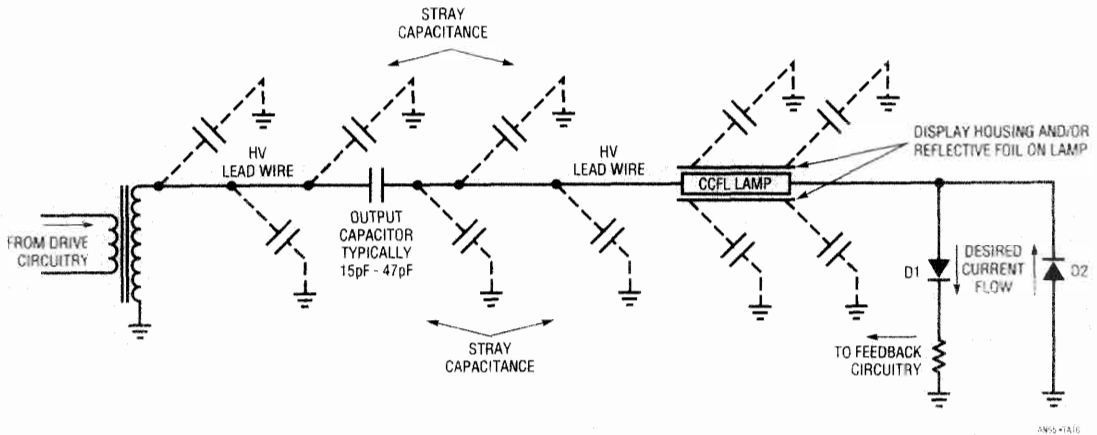 STRAY
CAPACITANCE
HV
LEAD WIRE
HV
LEAD WIRE
DISPLAY HOUSING AND/OR
REFLECTIVE FOIL ON LAMP
CCFL LAMP
FROM DRIVE
CIRCUITRY
OUTPUT
CAPACITOR
TYPICALLY
15pF - 47pF
D1
DESIRED
CURRENT
FLOW
D2
STRAY
CAPACITANCE
TO FEEDBACK
CIRCUITRY